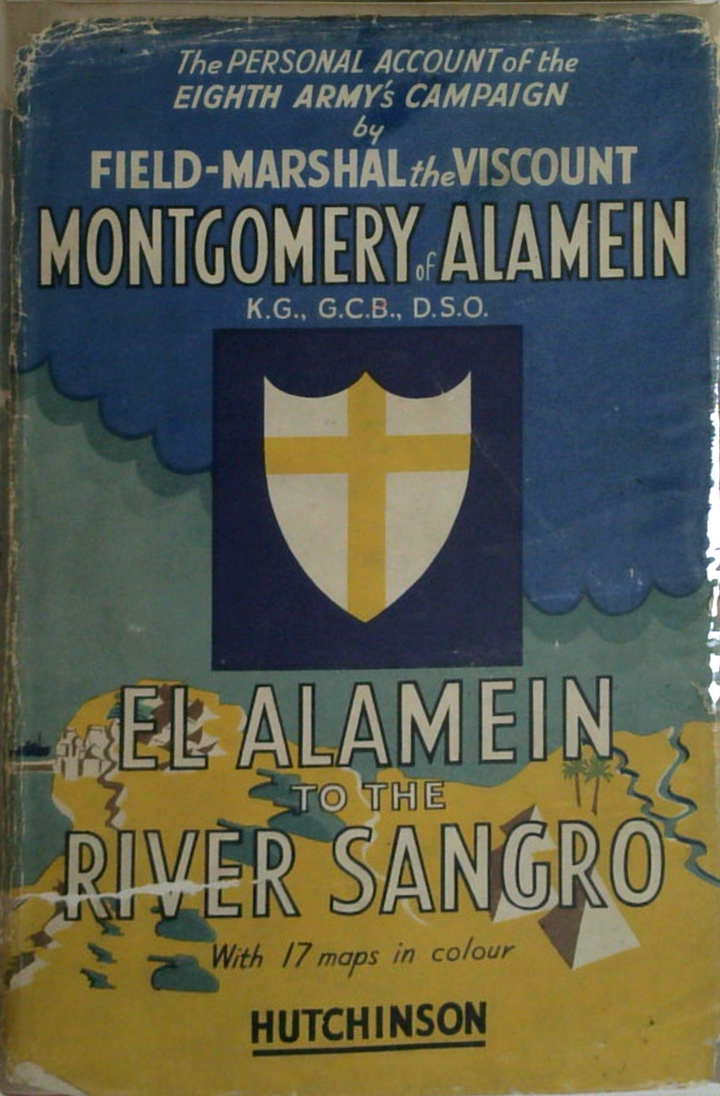 The PERSONAL ACCOUNT of the
EIGHTH ARMY'S CAMPAIGN
by
FIELD-MARSHAL the VISCOUNT
MONTGOMERY of ALAMEIN
K.G., G.C.B., D.S.O.
EL ALAMEIN
TO THE
RIVER SANGRO
With 17 maps in colour
HUTCHINSON